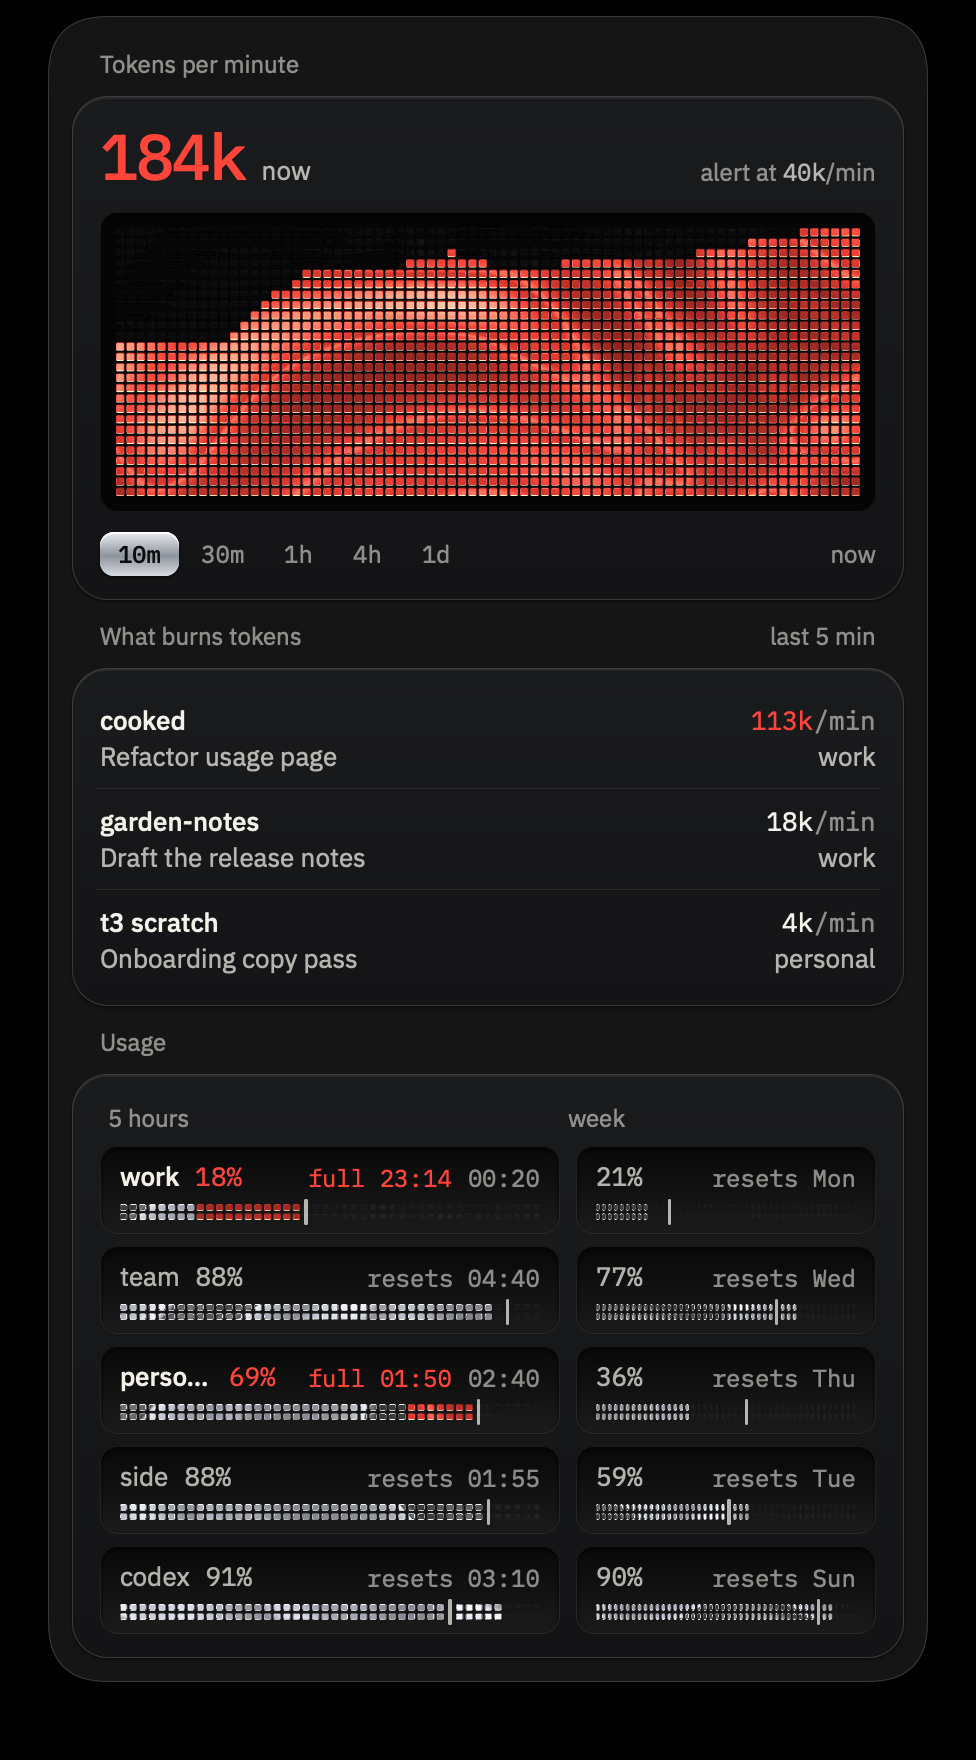 Tokens per minute
184k now alert at 40k/min
10m 30m 1h 4h 1d now
What burns tokens last 5 min
cooked 113k/min
Refactor usage page work
garden-notes 18k/min
Draft the release notes work
t3 scratch 4k/min
Onboarding copy pass personal
Usage
5 hours week
work 18% full 23:14 00:20 21% resets Mon
team 88% resets 04:40 77% resets Wed
perso... 69% full 01:50 02:40 36% resets Thu
side 88% resets 01:55 59% resets Tue
codex 91% resets 03:10 90% resets Sun